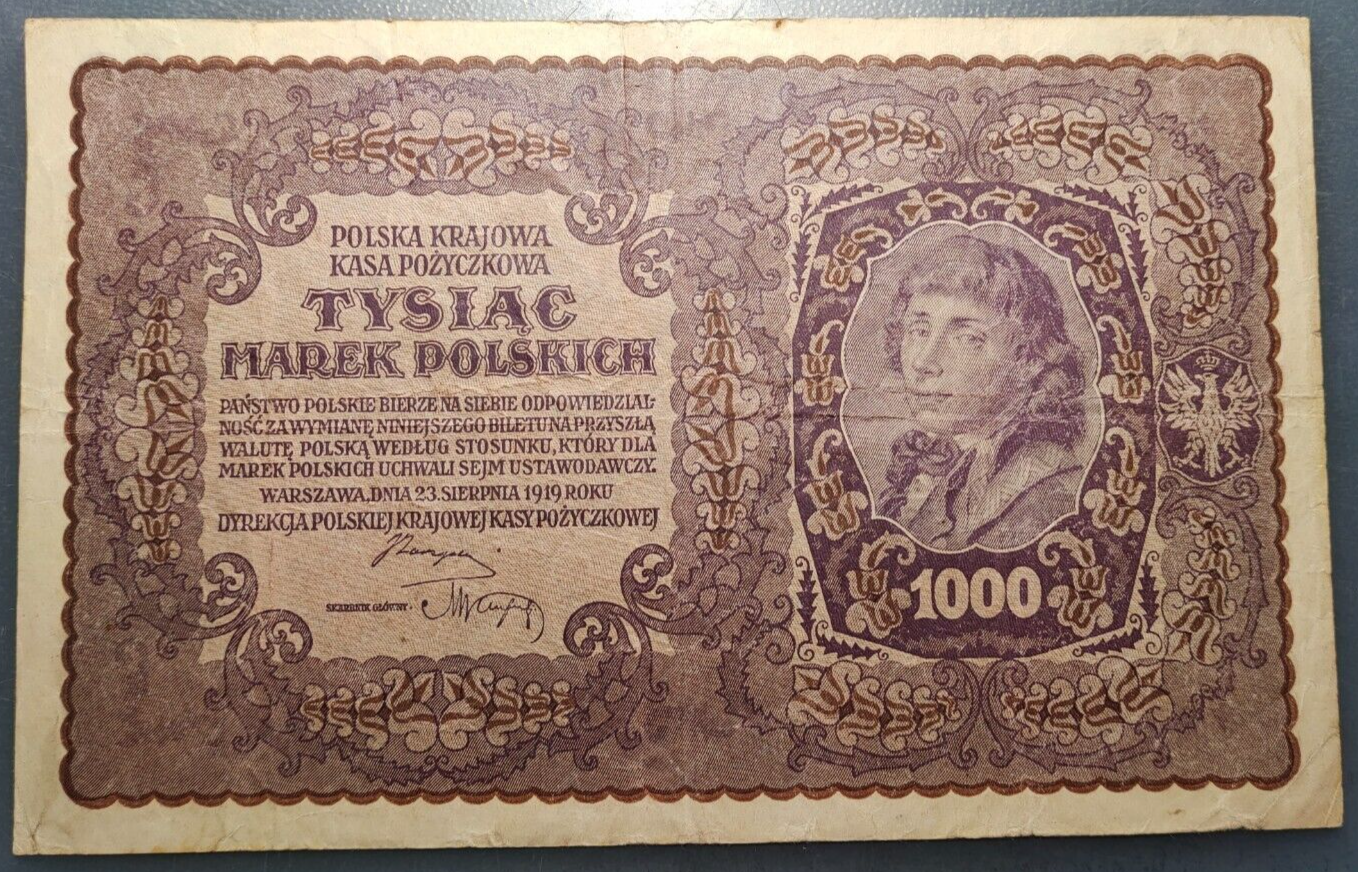 POLSKA KRAJOWA
KASA POŻYCZKOWA
TYSIĄC
MAREK POLSKICH
PAŃSTWO POLSKIE BIERZE NA SIEBIE ODPOWIEDZIAL-
NOŚĆ ZA WYMIANĘ NINIEJSZEGO BILETU NA PRZYSZŁĄ
WALUTĘ POLSKĄ WEDŁUG STOSUNKU, KTÓRY DLA
MAREK POLSKICH UCHWALI SEJM USTAWODAWCZY.
WARSZAWA, DNIA 23. SIERPNIA 1919 ROKU
DYREKCJA POLSKIEJ KRAJOWEJ KASY POŻYCZKOWEJ
SKARBNIK GŁÓWNY
1000